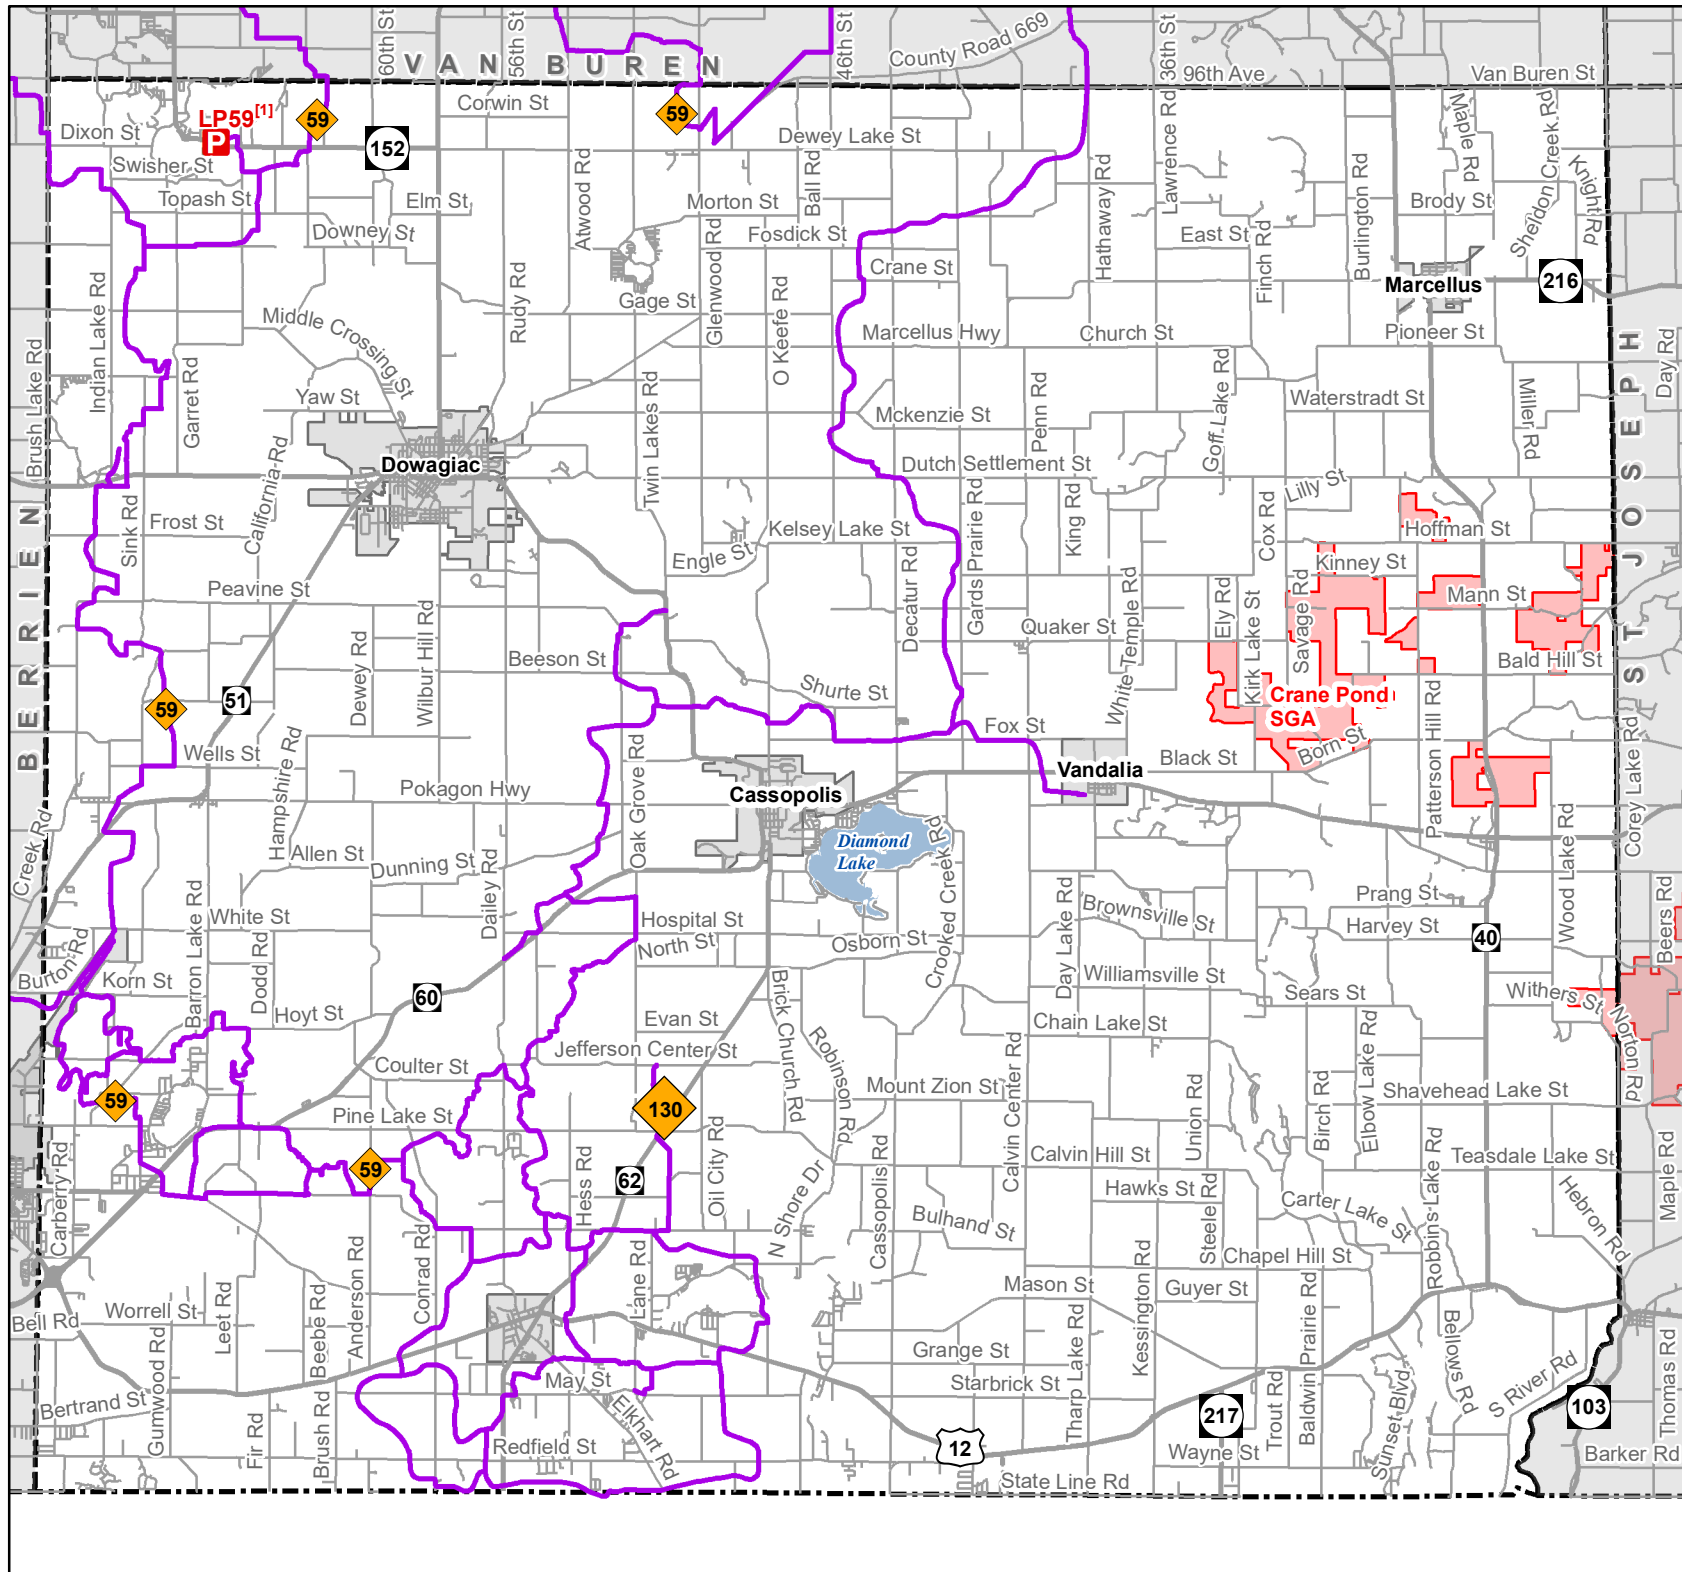 60th St
56th St
46th St
County Road 669
36th St
VAN BUREN
96th Ave
Van Buren St
LP59[1]
P
59
Corwin St
59
Dixon St
152
Dewey Lake St
Swisher St
Topash St
Elm St
Downey St
Atwood Rd
Morton St
Ball Rd
Fosdick St
Lawrence Rd
Hathaway Rd
East St
Finch Rd
Burlington Rd
Maple Rd
Brody St
Sheldon Creek Rd
Knight Rd
Crane St
Marcellus
216
Gage St
Glenwood Rd
O Keefe Rd
Rudy Rd
Middle Crossing St
Indian Lake Rd
Brush Lake Rd
Garret Rd
Marcellus Hwy
Church St
Pioneer St
ST JOSEPH
Day Rd
Yaw St
Twin Lakes Rd
Mckenzie St
Penn Rd
Goff Lake Rd
Waterstradt St
Miller Rd
Dowagiac
California Rd
Dutch Settlement St
Lilly St
Sink Rd
Frost St
Kelsey Lake St
Engle St
Gards Prairie Rd
King Rd
Cox Rd
Hoffman St
BERRIEN
Peavine St
Decatur Rd
White Temple Rd
Ely Rd
Kirk Lake St
Savage Rd
Kinney St
Mann St
Dewey Rd
Wilbur Hill Rd
Beeson St
Quaker St
Bald Hill St
Shurte St
59
51
Crane Pond
SGA
Fox St
Patterson Hill Rd
Corey Lake Rd
Wells St
Hampshire Rd
Oak Grove Rd
Black St
Born St
Vandalia
Pokagon Hwy
Cassopolis
Diamond
Lake
Creek Rd
Allen St
Dunning St
Dailey Rd
Crooked Creek Rd
Wood Lake Rd
Barron Lake Rd
White St
Hospital St
North St
Osborn St
Day Lake Rd
Brownsville St
Prang St
Harvey St
40
Beers Rd
Burton Rd
Korn St
Dodd Rd
60
Hoyt St
Brick Church Rd
Williamsville St
Sears St
Withers St
Norton Rd
Evan St
Jefferson Center St
Robinson Rd
Chain Lake St
Calvin Center Rd
Elbow Lake Rd
Coulter St
Mount Zion St
Shavehead Lake St
59
Pine Lake St
130
Union Rd
Birch Rd
Carberry Rd
59
62
Hess Rd
Oil City Rd
N Shore Dr
Cassopolis Rd
Calvin Hill St
Teasdale Lake St
Robbins Lake Rd
Hawks St
Steele Rd
Carter Lake St
Hebron Rd
Maple Rd
Bulhand St
Chapel Hill St
Conrad Rd
Anderson Rd
Lane Rd
Mason St
Guyer St
Kessington Rd
Worrell St
Leet Rd
Beebe Rd
Bell Rd
Gumwood Rd
Grange St
Tharp Lake Rd
Baldwin Prairie Rd
Bellows Rd
S River Rd
Thomas Rd
May St
Starbrick St
Bertrand St
217
103
Fir Rd
Brush Rd
Elkhart Rd
Redfield St
12
Trout Rd
Sunset Blvd
Wayne St
Barker Rd
State Line Rd